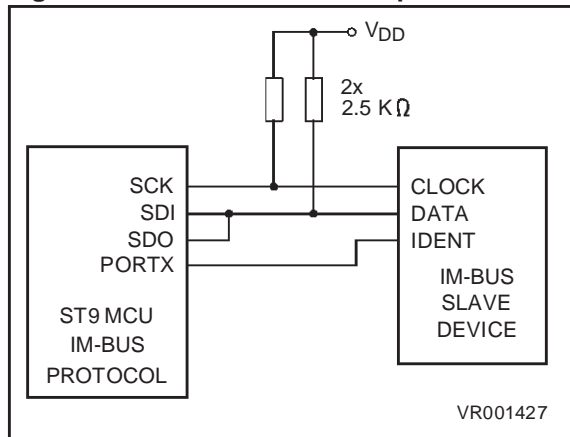 VDD
2x
2.5 KΩ
SCK
SDI
SDO
PORTX
ST9 MCU
IM-BUS
PROTOCOL
CLOCK
DATA
IDENT
IM-BUS
SLAVE
DEVICE
VR001427